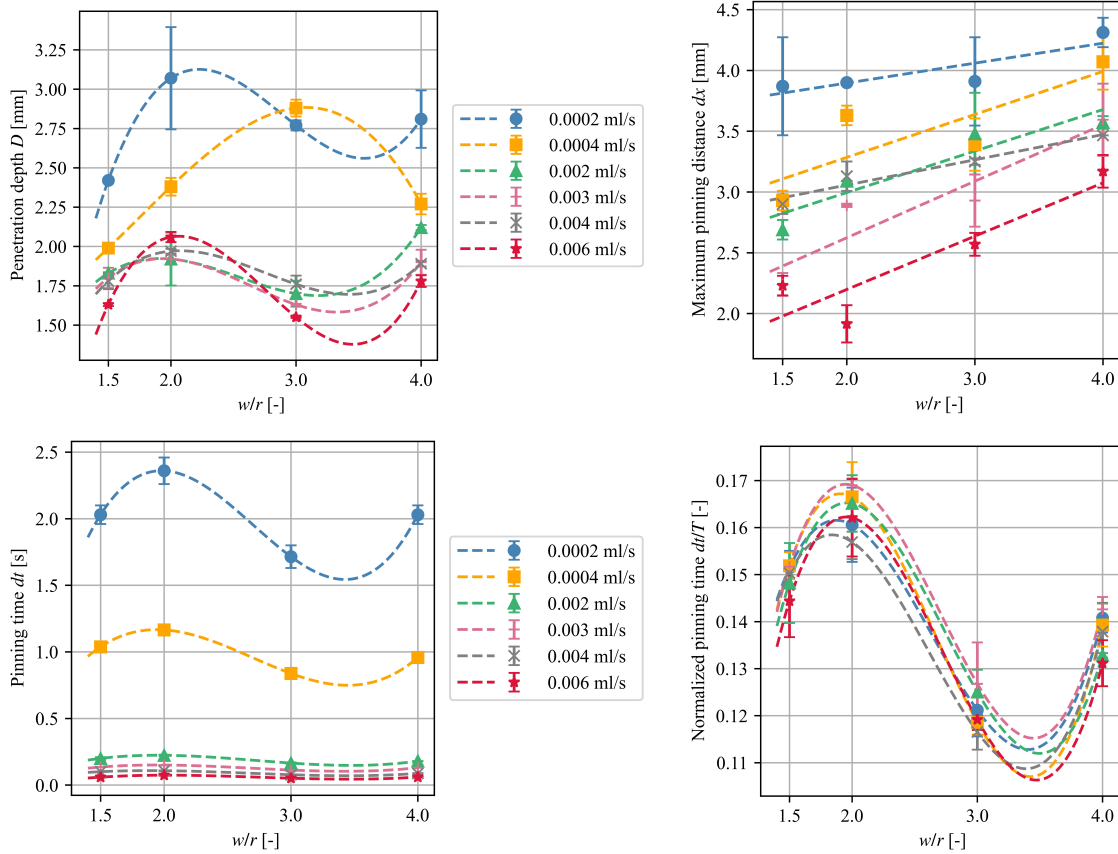 Penetration depth D [mm]
3.25
3.00
2.75
2.50
2.25
2.00
1.75
1.50
1.5
2.0
3.0
4.0
w/r [-]
0.0002 ml/s
0.0004 ml/s
0.002 ml/s
0.003 ml/s
0.004 ml/s
0.006 ml/s
Maximum pinning distance dx [mm]
4.5
4.0
3.5
3.0
2.5
2.0
1.5
2.0
3.0
4.0
w/r [-]
Pinning time dt [s]
2.5
2.0
1.5
1.0
0.5
0.0
1.5
2.0
3.0
4.0
w/r [-]
0.0002 ml/s
0.0004 ml/s
0.002 ml/s
0.003 ml/s
0.004 ml/s
0.006 ml/s
Normalized pinning time dt/T [-]
0.17
0.16
0.15
0.14
0.13
0.12
0.11
1.5
2.0
3.0
4.0
w/r [-]